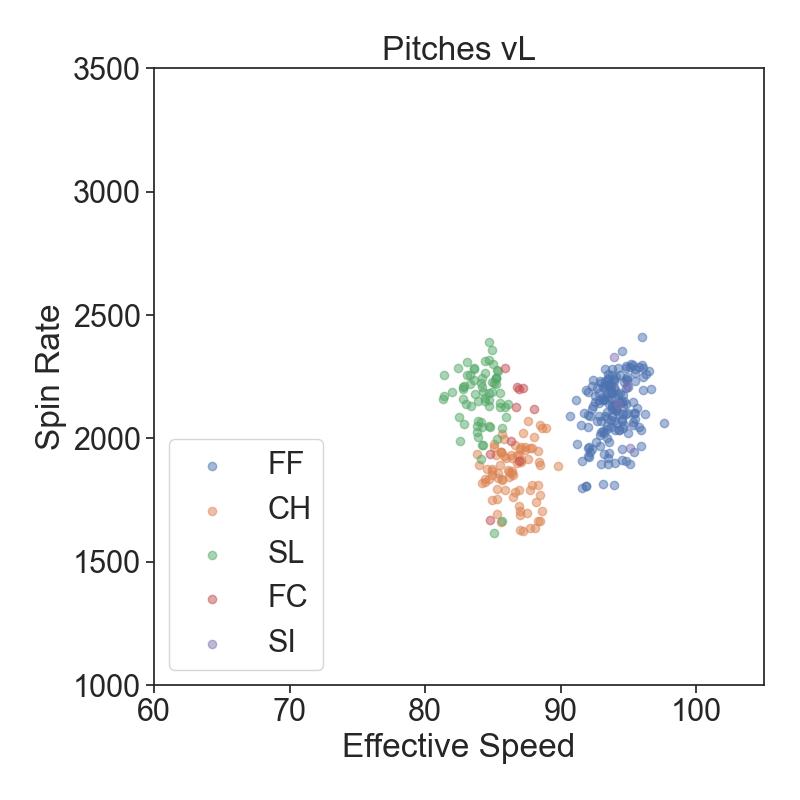 Pitches vL
3500
3000
2500
2000
1500
1000
Spin Rate
FF
CH
SL
FC
SI
60 70 80 90 100
Effective Speed